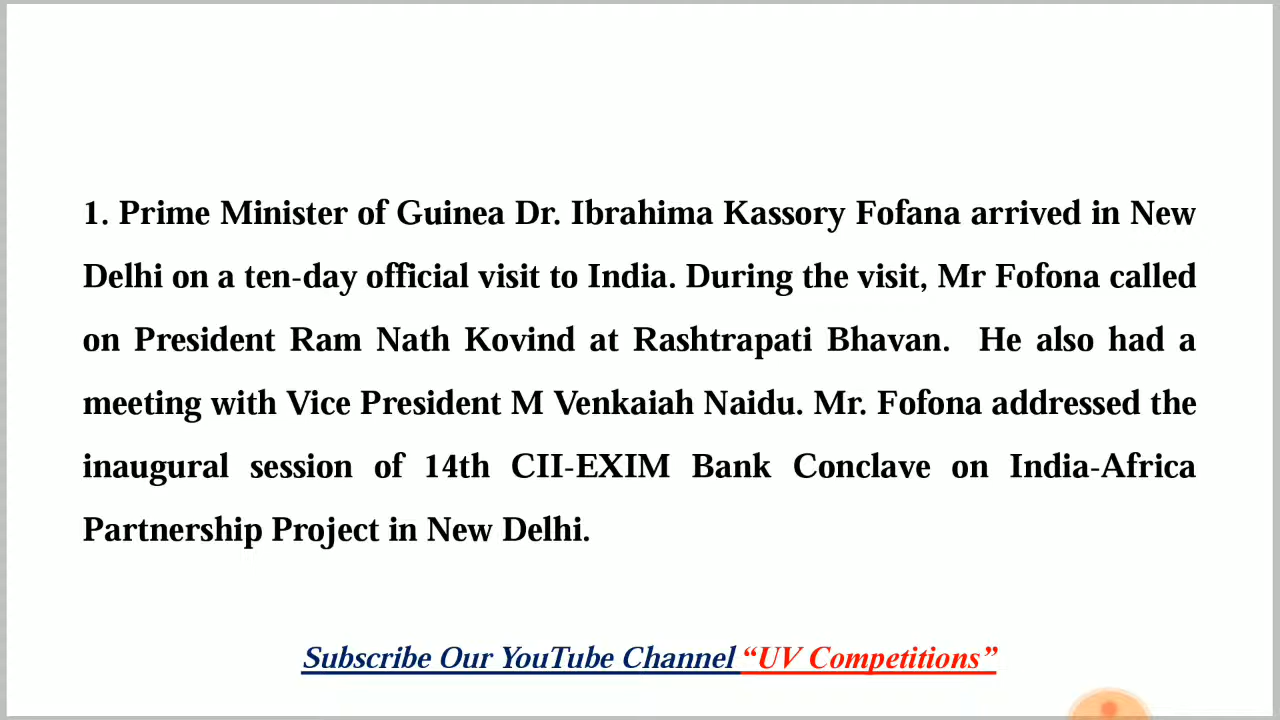 1. Prime Minister of Guinea Dr. Ibrahima Kassory Fofana arrived in New
Delhi on a ten-day official visit to India. During the visit, Mr Fofona called
on President Ram Nath Kovind at Rashtrapati Bhavan.  He also had a
meeting with Vice President M Venkaiah Naidu. Mr. Fofona addressed the
inaugural session of 14th CII-EXIM Bank Conclave on India-Africa
Partnership Project in New Delhi.
Subscribe Our YouTube Channel “UV Competitions”